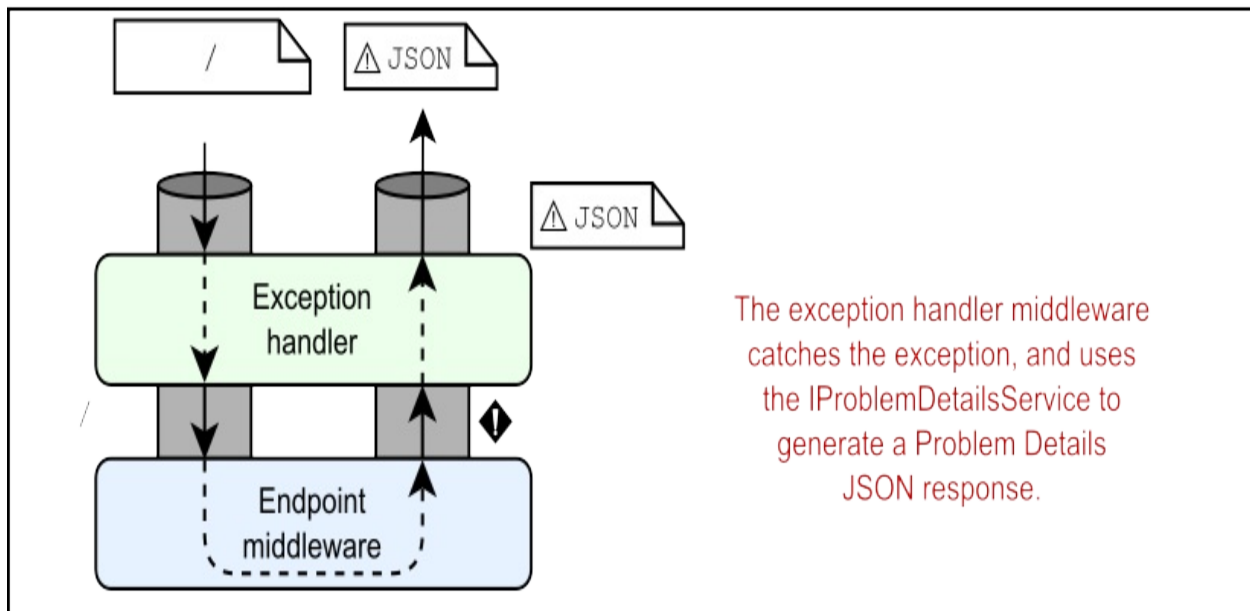 /
⚠ JSON
⚠ JSON
Exception
handler
/
Endpoint
middleware
The exception handler middleware
catches the exception, and uses
the IProblemDetailsService to
generate a Problem Details
JSON response.